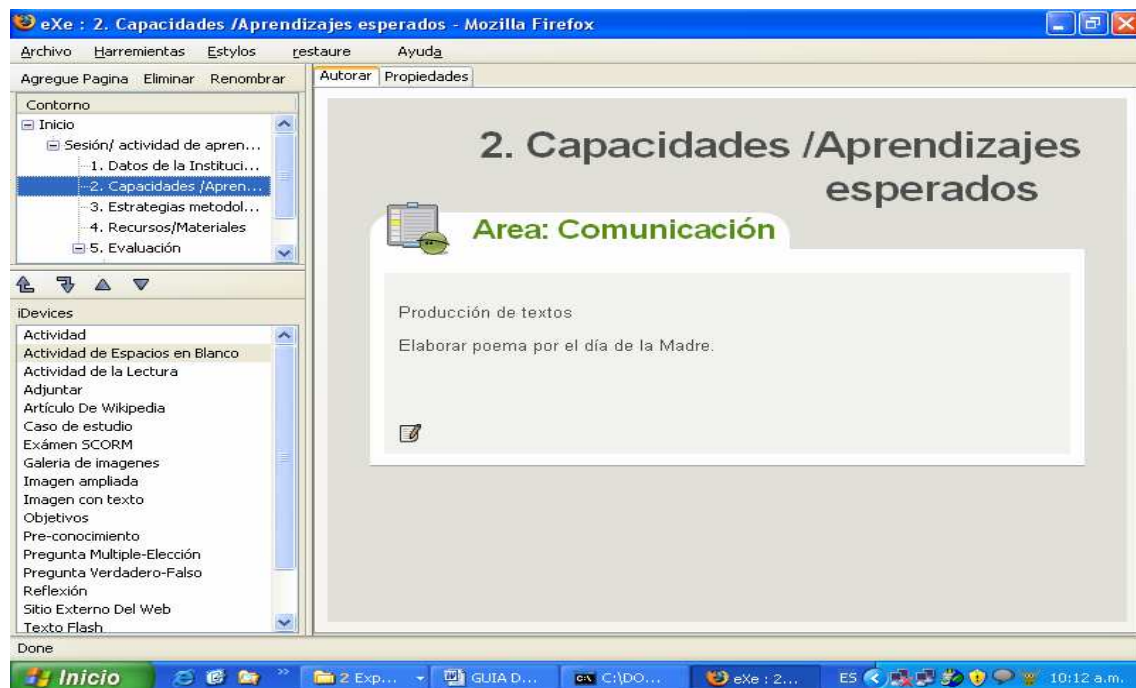 eXe : 2. Capacidades /Aprendizajes esperados - Mozilla Firefox
Archivo Harremientas Estylos restaure Ayuda
Agregue Pagina Eliminar Renombrar
Autorar Propiedades
Contorno
Inicio
Sesión/ actividad de apren...
1. Datos de la Instituci...
2. Capacidades /Apren...
3. Estrategias metodol...
4. Recursos/Materiales
5. Evaluación
iDevices
Actividad
Actividad de Espacios en Blanco
Actividad de la Lectura
Adjuntar
Artículo De Wikipedia
Caso de estudio
Exámen SCORM
Galeria de imagenes
Imagen ampliada
Imagen con texto
Objetivos
Pre-conocimiento
Pregunta Multiple-Elección
Pregunta Verdadero-Falso
Reflexión
Sitio Externo Del Web
Texto Flash
2. Capacidades /Aprendizajes
esperados
Area: Comunicación
Producción de textos
Elaborar poema por el día de la Madre.
Done
Inicio » 2 Exp... GUIA D... C:\DO... eXe : 2... ES 10:12 a.m.